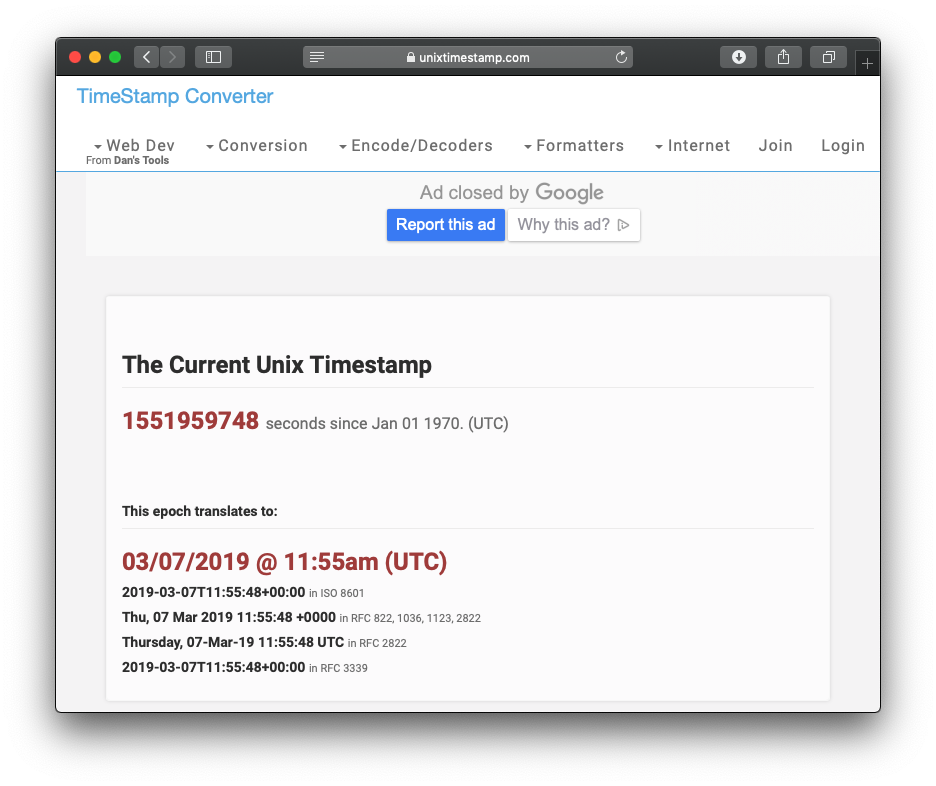 unixtimestamp.com
TimeStamp Converter
Web Dev Conversion Encode/Decoders Formatters Internet Join Login
From Dan's Tools
Ad closed by Google
Report this ad Why this ad?
The Current Unix Timestamp
1551959748 seconds since Jan 01 1970. (UTC)
This epoch translates to:
03/07/2019 @ 11:55am (UTC)
2019-03-07T11:55:48+00:00 in ISO 8601
Thu, 07 Mar 2019 11:55:48 +0000 in RFC 822, 1036, 1123, 2822
Thursday, 07-Mar-19 11:55:48 UTC in RFC 2822
2019-03-07T11:55:48+00:00 in RFC 3339